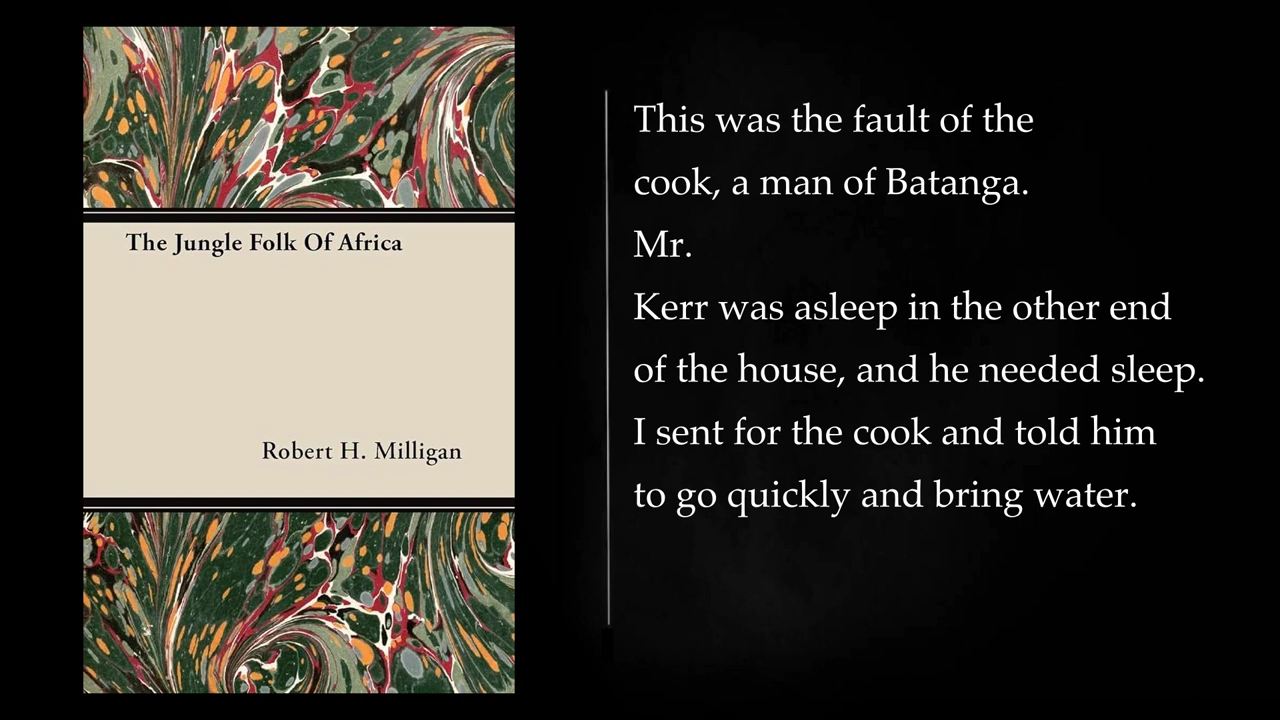 The Jungle Folk Of Africa
Robert H. Milligan
This was the fault of the
cook, a man of Batanga.
Mr.
Kerr was asleep in the other end
of the house, and he needed sleep.
I sent for the cook and told him
to go quickly and bring water.